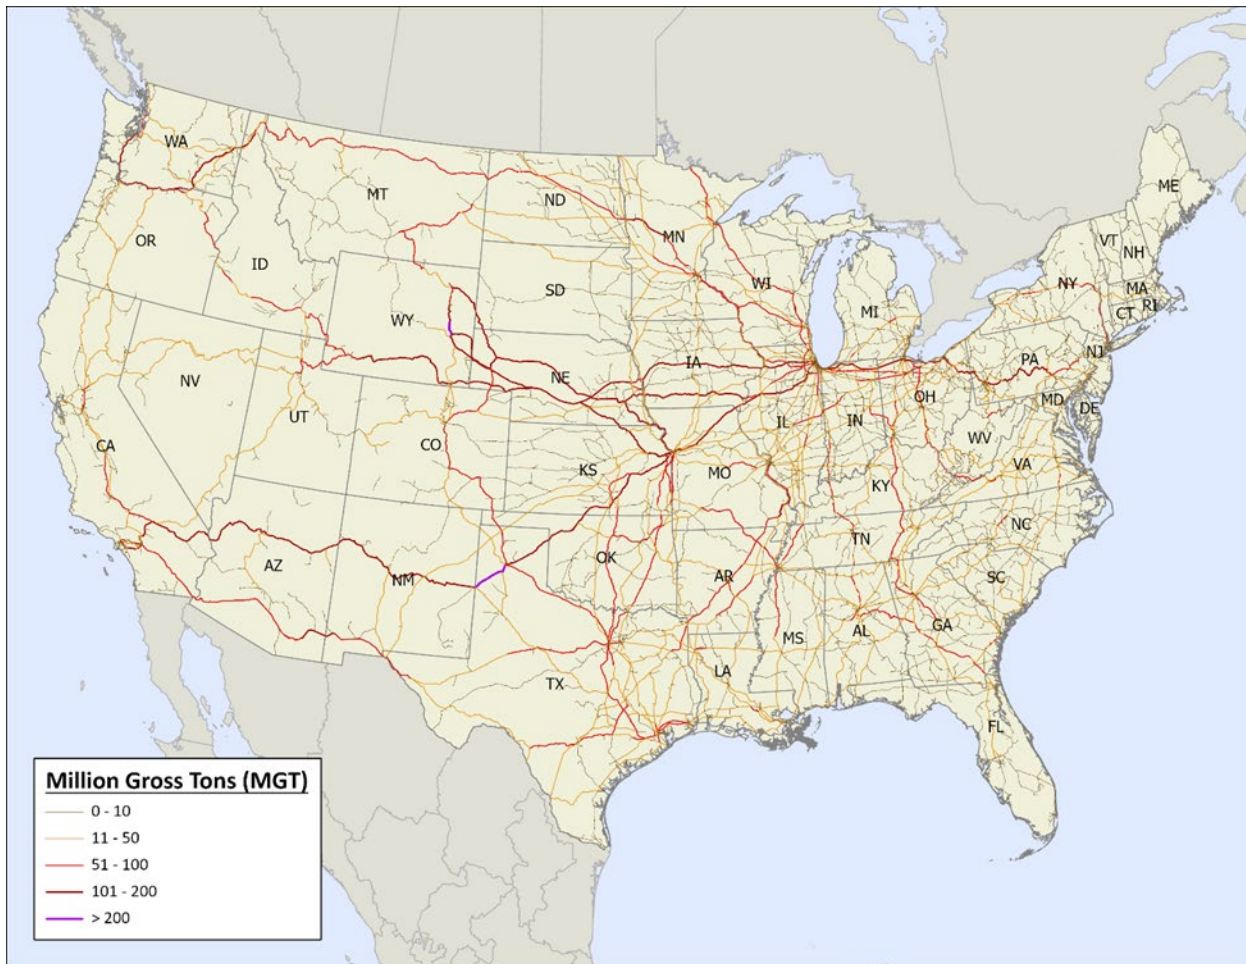 WA
ME
MT
ND
VT
MN
NH
OR
ID
WI
NY
MA
RI
SD
MI
CT
WY
IA
PA
NJ
NE
NV
OH
MD
DE
UT
IL
IN
WV
CA
CO
KS
MO
VA
KY
NC
TN
OK
AZ
NM
AR
SC
GA
AL
MS
LA
TX
FL
Million Gross Tons (MGT)
0 - 10
11 - 50
51 - 100
101 - 200
> 200